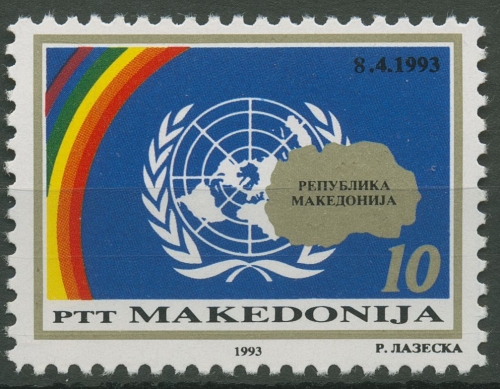 8.4.1993
РЕПУБЛИКА
МАКЕДОНИЈА
10
PTT MAKEDONIJA
1993
Р. ЛАЗЕСКА